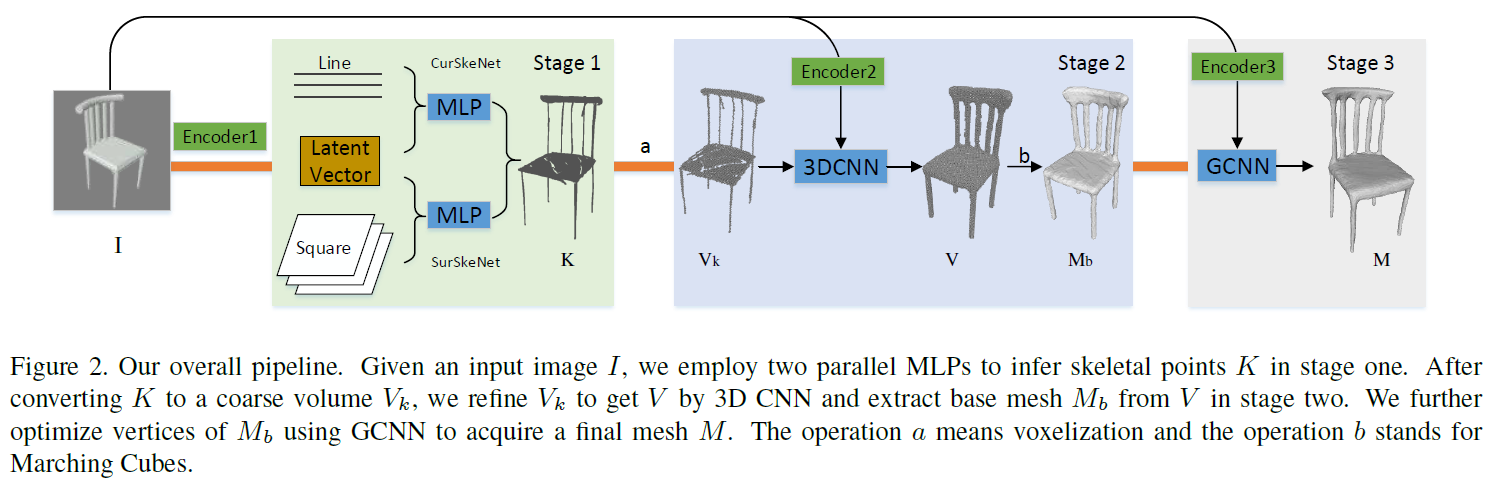 Line
CurSkeNet
Stage 1
MLP
Encoder1
Latent
Vector
MLP
Square
SurSkeNet
I
K
a
Encoder2
Stage 2
3DCNN
b
Vk
V
Mb
Encoder3
Stage 3
GCNN
M
Figure 2. Our overall pipeline. Given an input image I, we employ two parallel MLPs to infer skeletal points K in stage one. After
converting K to a coarse volume Vk, we refine Vk to get V by 3D CNN and extract base mesh Mb from V in stage two. We further
optimize vertices of Mb using GCNN to acquire a final mesh M. The operation a means voxelization and the operation b stands for
Marching Cubes.